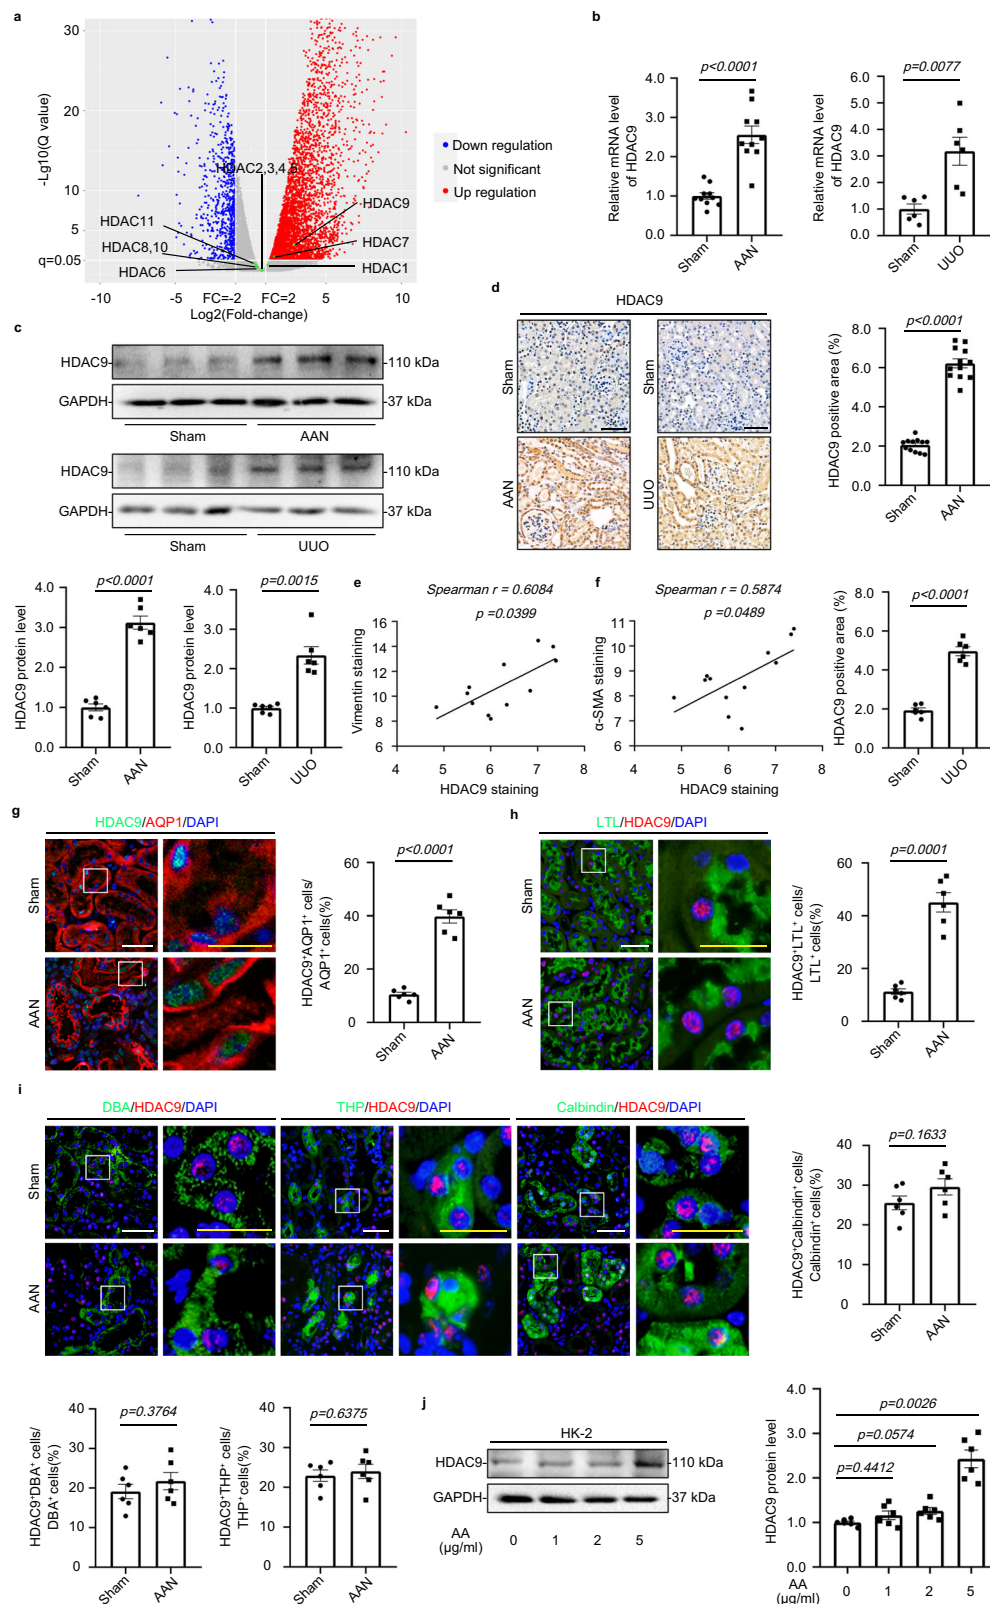 a
30
20
10
5
q=0.05
-Lg10(Q value)
HDAC2,3,4,5
HDAC11
HDAC9
HDAC8,10
HDAC7
HDAC6
HDAC1
-10
-5
FC=-2
FC=2
5
10
Log2(Fold-change)
Down regulation
Not significant
Up regulation
b
p<0.0001
4.0
3.0
2.0
1.0
0.0
Relative mRNA level
of HDAC9
Sham
AAN
p=0.0077
6.0
4.0
2.0
0.0
Relative mRNA level
of HDAC9
Sham
UUO
c
HDAC9
110 kDa
GAPDH
37 kDa
Sham
AAN
HDAC9
110 kDa
GAPDH
37 kDa
Sham
UUO
p<0.0001
4.0
3.0
2.0
1.0
0.0
HDAC9 protein level
Sham
AAN
p=0.0015
4.0
3.0
2.0
1.0
0.0
HDAC9 protein level
Sham
UUO
d
HDAC9
Sham
Sham
AAN
UUO
p<0.0001
8.0
6.0
4.0
2.0
0.0
HDAC9 positive area (%)
Sham
AAN
p<0.0001
8.0
6.0
4.0
2.0
0.0
HDAC9 positive area (%)
Sham
UUO
e
Spearman r = 0.6084
p =0.0399
16
14
12
10
8
6
Vimentin staining
4
5
6
7
8
HDAC9 staining
f
Spearman r = 0.5874
p =0.0489
11
10
9
8
7
6
α-SMA staining
4
5
6
7
8
HDAC9 staining
g
HDAC9/AQP1/DAPI
Sham
AAN
p<0.0001
60
40
20
0
HDAC9⁺AQP1⁺ cells/
AQP1⁺ cells(%)
Sham
AAN
h
LTL/HDAC9/DAPI
Sham
AAN
p=0.0001
60
40
20
0
HDAC9⁺LTL⁺ cells/
LTL⁺ cells(%)
Sham
AAN
i
DBA/HDAC9/DAPI
THP/HDAC9/DAPI
Calbindin/HDAC9/DAPI
Sham
AAN
p=0.1633
40
30
20
10
0
HDAC9⁺Calbindin⁺ cells/
Calbindin⁺ cells(%)
Sham
AAN
p=0.3764
40
30
20
10
0
HDAC9⁺DBA⁺ cells/
DBA⁺ cells(%)
Sham
AAN
p=0.6375
40
30
20
10
0
HDAC9⁺THP⁺ cells/
THP⁺ cells(%)
Sham
AAN
j
HK-2
HDAC9
110 kDa
GAPDH
37 kDa
AA
(μg/ml)
0
1
2
5
p=0.0026
p=0.0574
p=0.4412
4.0
3.0
2.0
1.0
0.0
HDAC9 protein level
AA
(μg/ml)
0
1
2
5